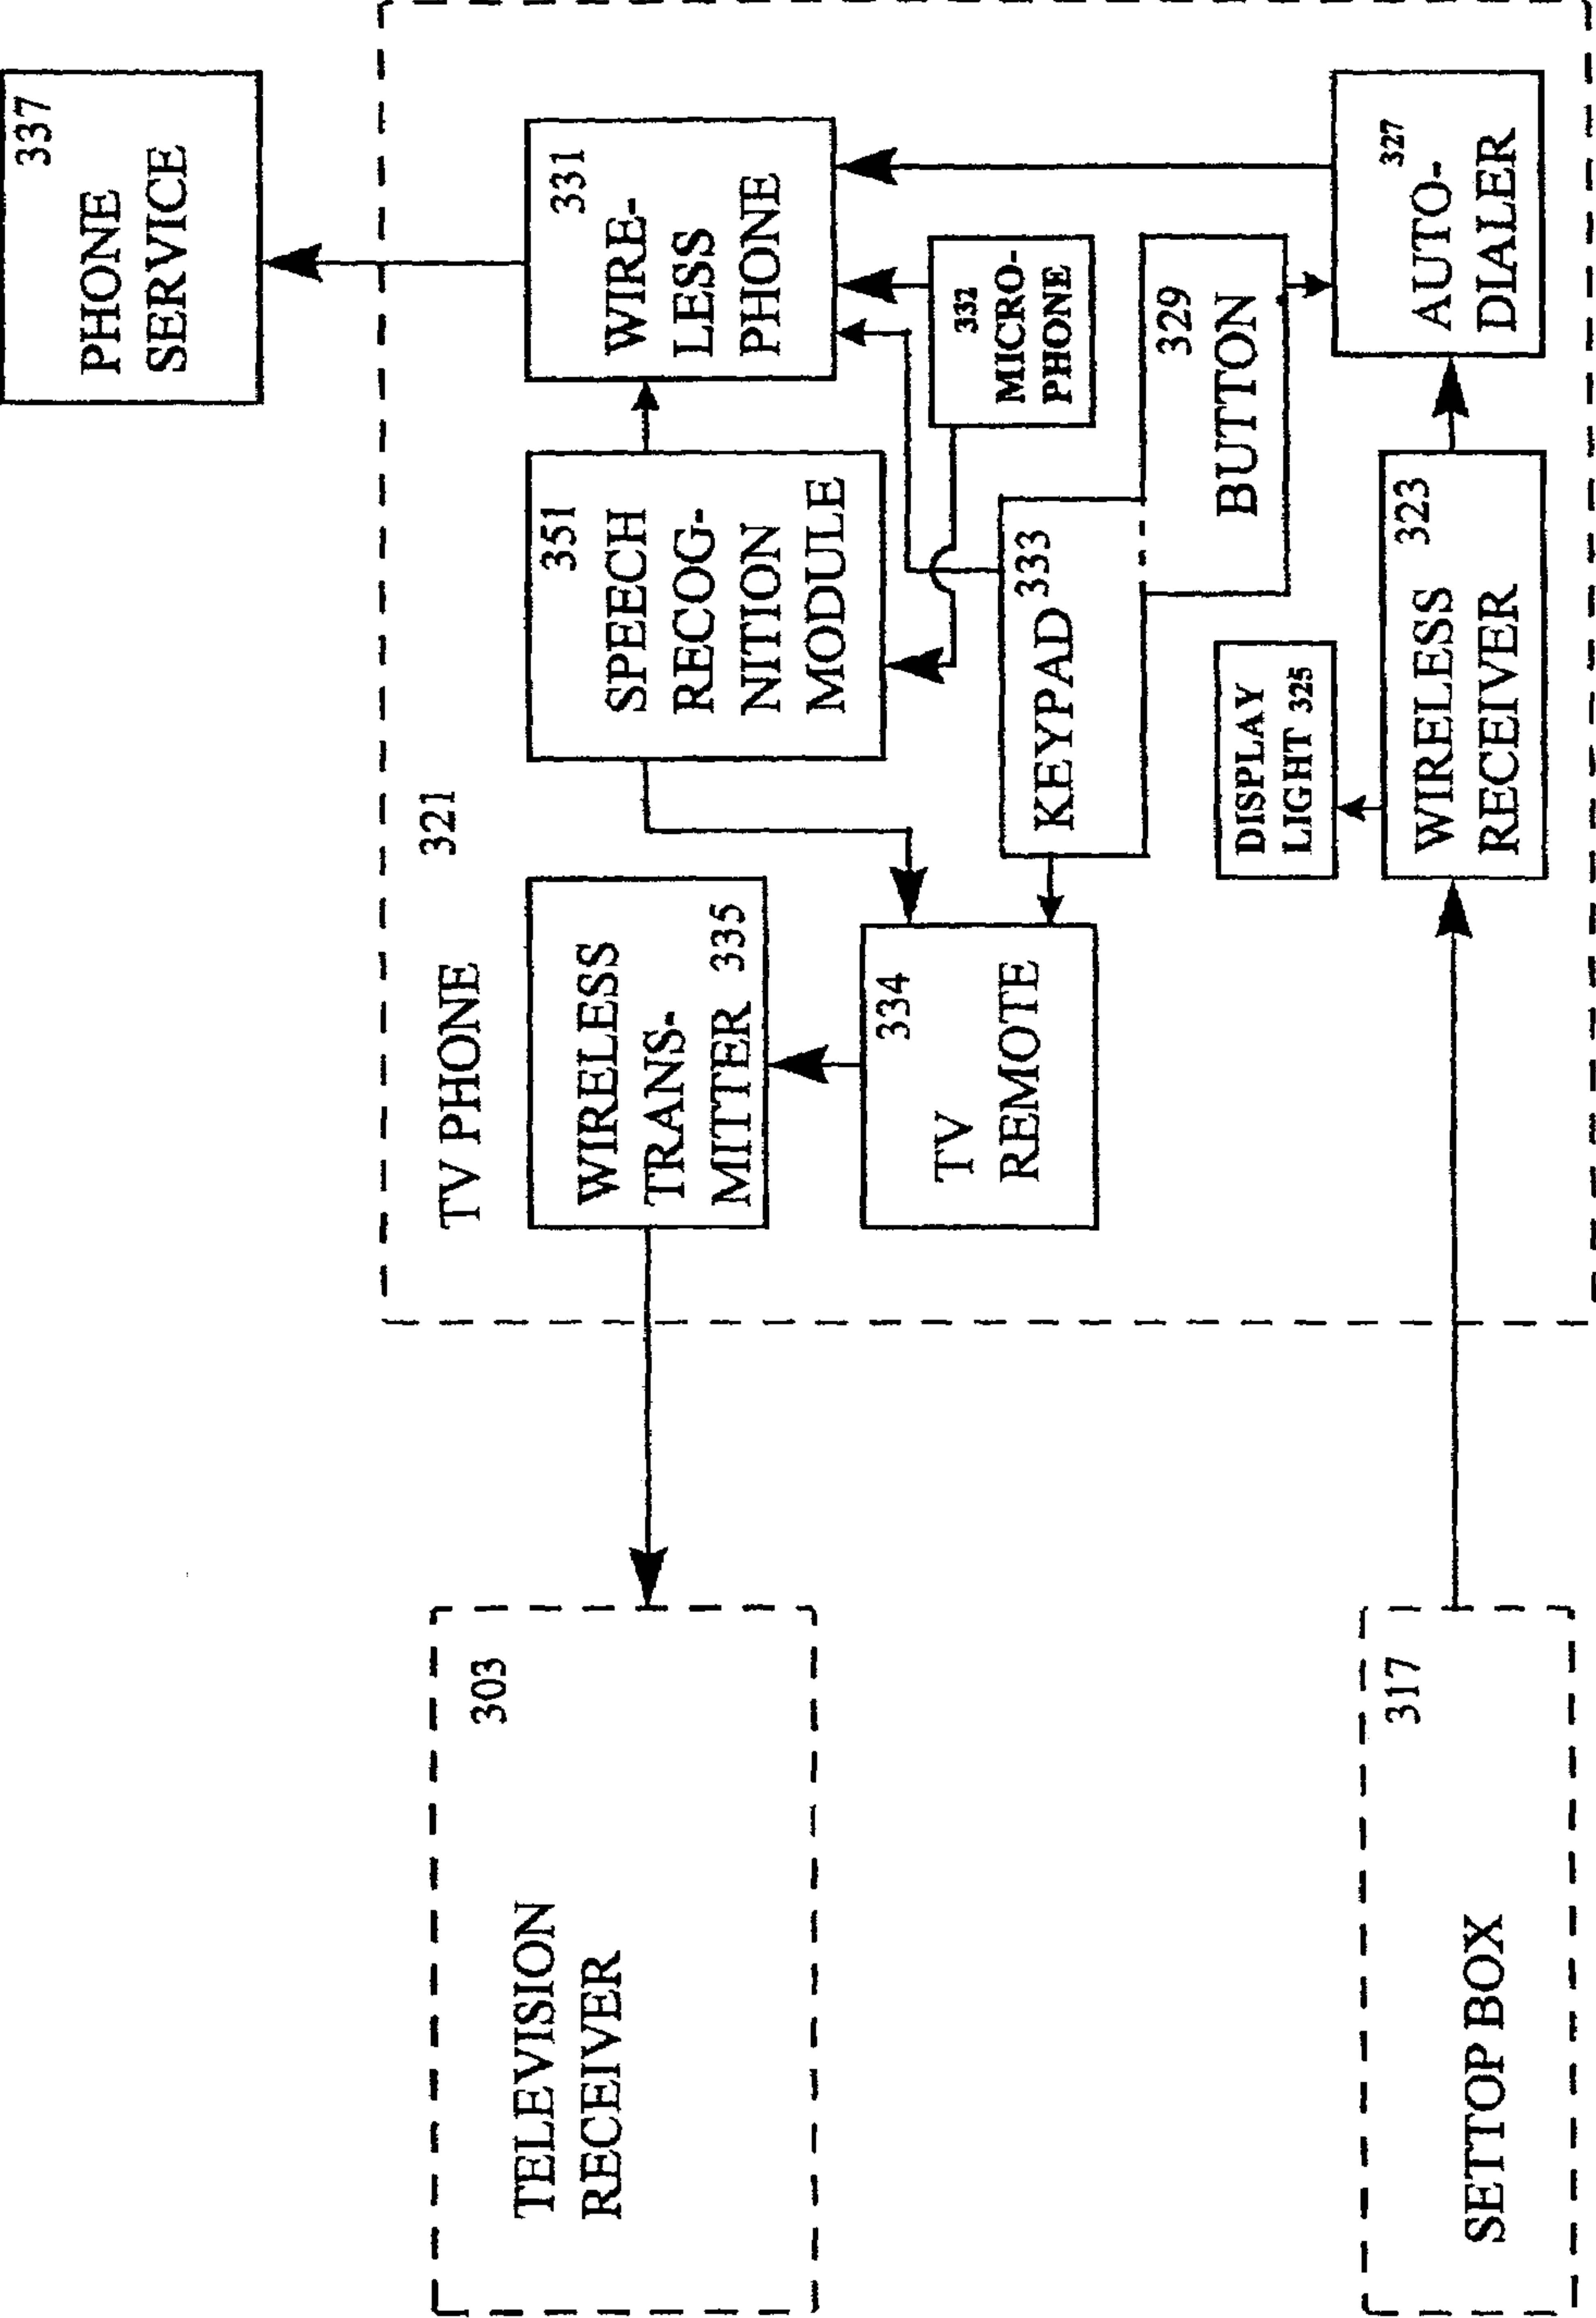 337
PHONE
SERVICE
TV PHONE 321
WIRELESS
TRANS-
MITTER 335
351
SPEECH
RECOG-
NITION
MODULE
331
WIRE-
LESS
PHONE
334
TV
REMOTE
KEYPAD 333
332
MICRO-
PHONE
329
BUTTON
DISPLAY
LIGHT 325
323
WIRELESS
RECEIVER
327
AUTO-
DIALER
303
TELEVISION
RECEIVER
317
SETTOP BOX